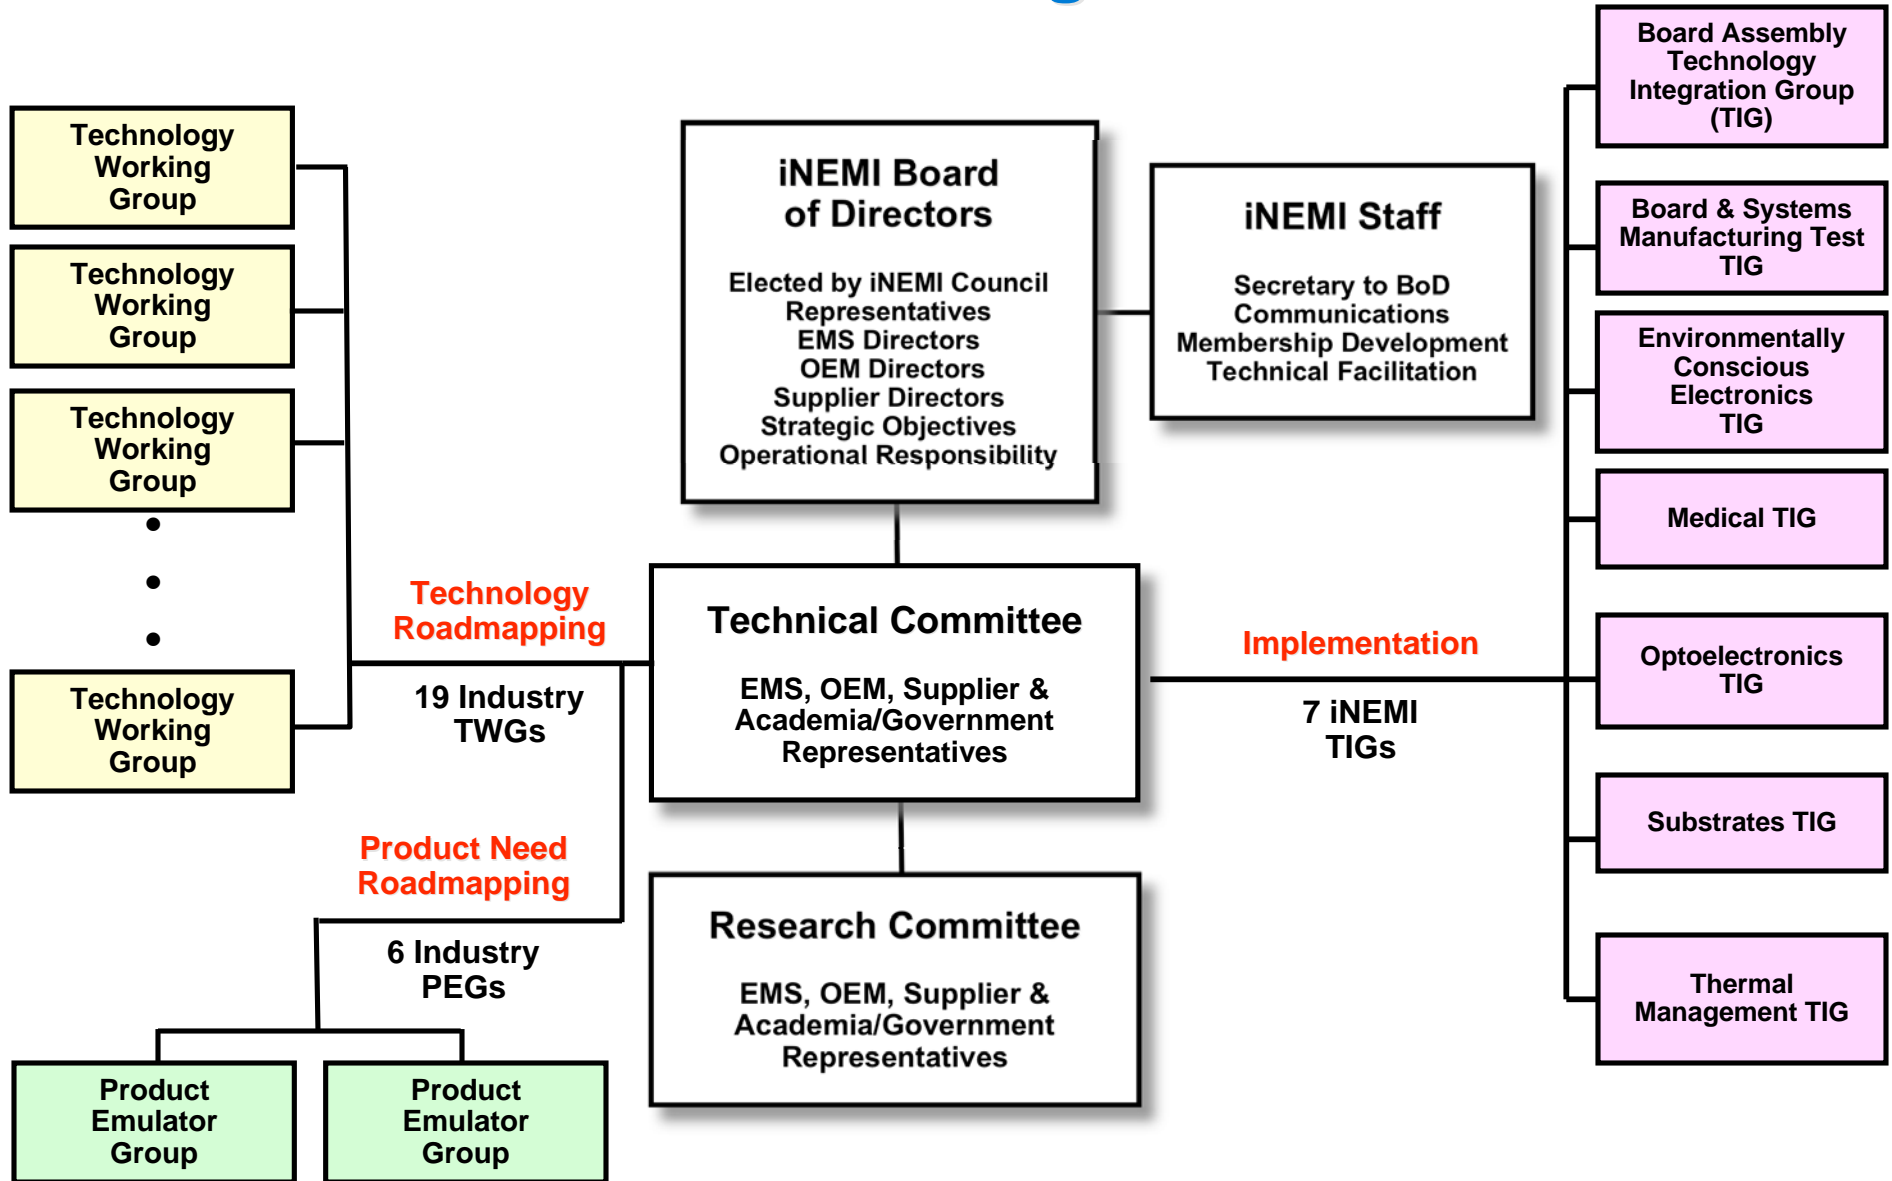 Technology
Working
Group
Technology
Working
Group
Technology
Working
Group
•
•
•
Technology
Working
Group
Technology
Roadmapping
19 Industry
TWGs
Product Need
Roadmapping
6 Industry
PEGs
Product
Emulator
Group
Product
Emulator
Group
iNEMI Board
of Directors
Elected by iNEMI Council
Representatives
EMS Directors
OEM Directors
Supplier Directors
Strategic Objectives
Operational Responsibility
iNEMI Staff
Secretary to BoD
Communications
Membership Development
Technical Facilitation
Technical Committee
EMS, OEM, Supplier &
Academia/Government
Representatives
Research Committee
EMS, OEM, Supplier &
Academia/Government
Representatives
Implementation
7 iNEMI
TIGs
Board Assembly
Technology
Integration Group
(TIG)
Board & Systems
Manufacturing Test
TIG
Environmentally
Conscious
Electronics
TIG
Medical TIG
Optoelectronics
TIG
Substrates TIG
Thermal
Management TIG